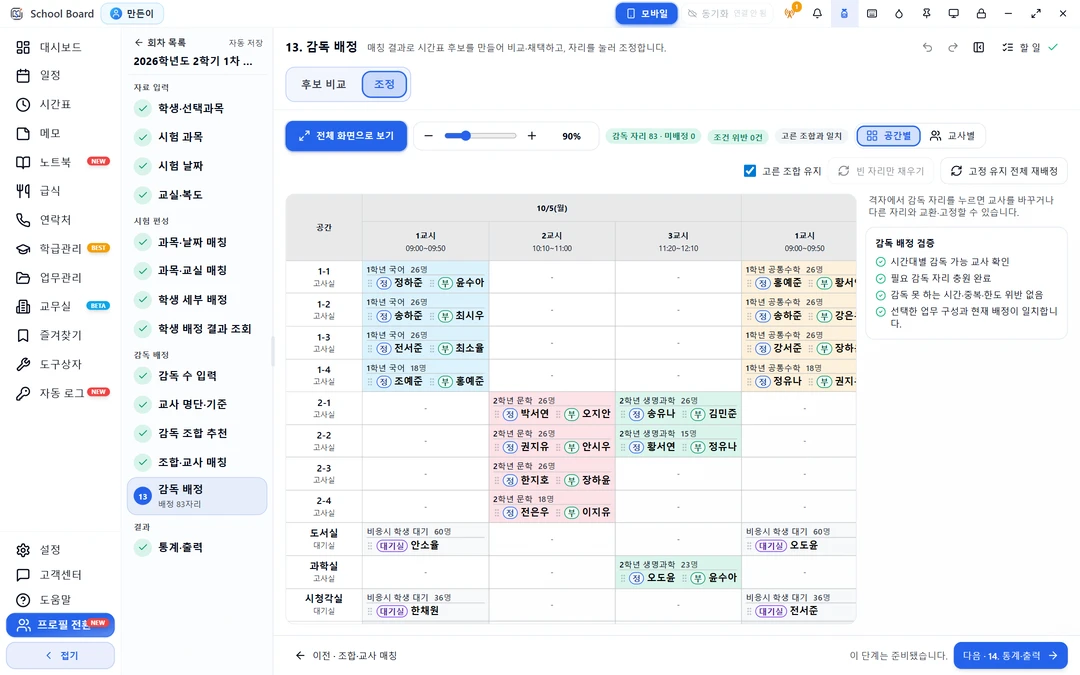 School Board 만든이 모바일 동기화 연결 안 됨 1
대시보드
일정
시간표
메모
노트북 NEW
급식
연락처
학급관리 BEST
업무관리
교무실 BETA
즐겨찾기
도구상자
자동 로그 NEW
설정
고객센터
도움말
프로필 전환 NEW
접기
회차 목록 자동 저장
2026학년도 2학기 1차 ...
자료 입력
학생·선택과목
시험 과목
시험 날짜
교실·복도
시험 편성
과목·날짜 매칭
과목·교실 매칭
학생 세부 배정
학생 배정 결과 조회
감독 배정
감독 수 입력
교사 명단·기준
감독 조합 추천
조합·교사 매칭
13 감독 배정
배정 83자리
결과
통계·출력
13. 감독 배정 매칭 결과로 시간표 후보를 만들어 비교·채택하고, 자리를 눌러 조정합니다. 할 일
후보 비교 조정
전체 화면으로 보기 90% 감독 자리 83 · 미배정 0 조건 위반 0건 고른 조합과 일치 공간별 교사별
고른 조합 유지 빈 자리만 채우기 고정 유지 전체 재배정
공간 10/5(월)
1교시 2교시 3교시 1교시
09:00~09:50 10:10~11:00 11:20~12:10 09:00~09:50
1-1 고사실 1학년 국어 26명 - - 1학년 공통수학 26명
정 정하준 부 윤수아 정 홍예준 부 황서
1-2 고사실 1학년 국어 26명 - - 1학년 공통수학 26명
정 송하준 부 최시우 정 송하준 부 강은
1-3 고사실 1학년 국어 26명 - - 1학년 공통수학 26명
정 전서준 부 최소율 정 강서준 부 장하
1-4 고사실 1학년 국어 18명 - - 1학년 공통수학 18명
정 조예준 부 홍예준 정 정유나 부 권지
2-1 고사실 - 2학년 문학 26명 2학년 생명과학 26명 -
정 박서연 부 오지안 정 송유나 부 김민준
2-2 고사실 - 2학년 문학 26명 2학년 생명과학 15명 -
정 권지유 부 안시우 정 황서연 부 정유나
2-3 고사실 - 2학년 문학 26명 - -
정 한지호 부 장하윤
2-4 고사실 - 2학년 문학 18명 - -
정 전은우 부 이지유
도서실 대기실 비응시 학생 대기 60명 - - 비응시 학생 대기 60명
대기실 안소율 대기실 오도윤
과학실 고사실 - - 2학년 생명과학 23명 -
정 오도윤 부 윤수아
시청각실 대기실 비응시 학생 대기 36명 - - 비응시 학생 대기 36명
대기실 한채원 대기실 전서준
격자에서 감독 자리를 누르면 교사를 바꾸거나
다른 자리와 교환·고정할 수 있습니다.
감독 배정 검증
시간대별 감독 가능 교사 확인
필요 감독 자리 충원 완료
감독 못 하는 시간·중복·한도 위반 없음
선택한 업무 구성과 현재 배정이 일치합니
다.
이전 · 조합·교사 매칭 이 단계는 준비됐습니다. 다음 · 14. 통계·출력